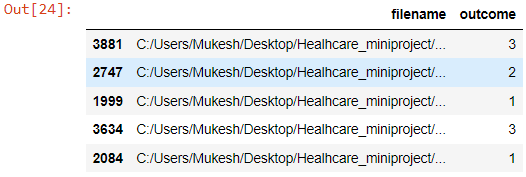 Out[24]:
filename outcome
3881 C:/Users/Mukesh/Desktop/Healhcare_miniproject/... 3
2747 C:/Users/Mukesh/Desktop/Healhcare_miniproject/... 2
1999 C:/Users/Mukesh/Desktop/Healhcare_miniproject/... 1
3634 C:/Users/Mukesh/Desktop/Healhcare_miniproject/... 3
2084 C:/Users/Mukesh/Desktop/Healhcare_miniproject/... 1